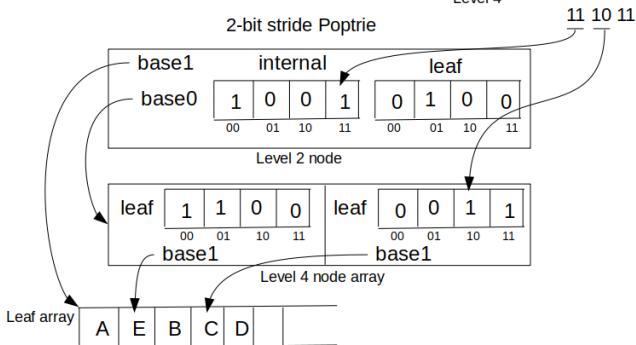 Level 4
11 10 11
2-bit stride Poptrie
base1 internal leaf
base0 1 0 0 1 0 1 0 0
00 01 10 11 00 01 10 11
Level 2 node
leaf 1 1 0 0 leaf 0 0 1 1
00 01 10 11 00 01 10 11
base1 base1
Level 4 node array
Leaf array A E B C D